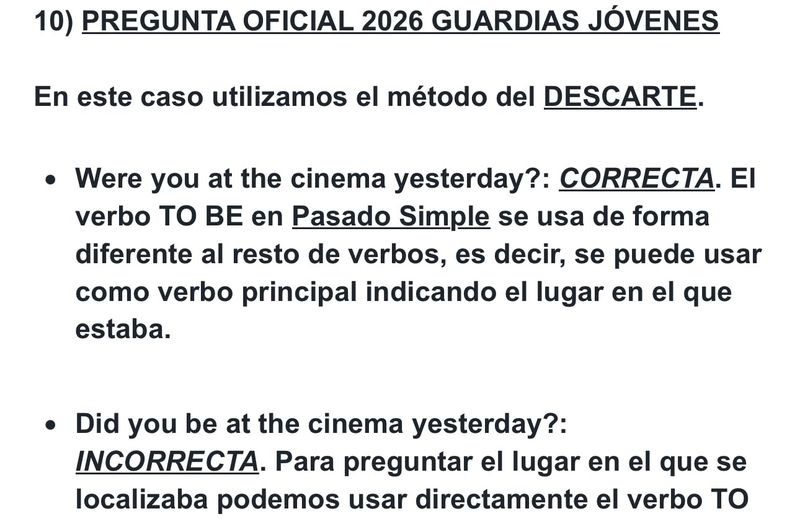 10) PREGUNTA OFICIAL 2026 GUARDIAS JÓVENES
En este caso utilizamos el método del DESCARTE.
• Were you at the cinema yesterday?: CORRECTA. El
verbo TO BE en Pasado Simple se usa de forma
diferente al resto de verbos, es decir, se puede usar
como verbo principal indicando el lugar en el que
estaba.
• Did you be at the cinema yesterday?:
INCORRECTA. Para preguntar el lugar en el que se
localizaba podemos usar directamente el verbo TO